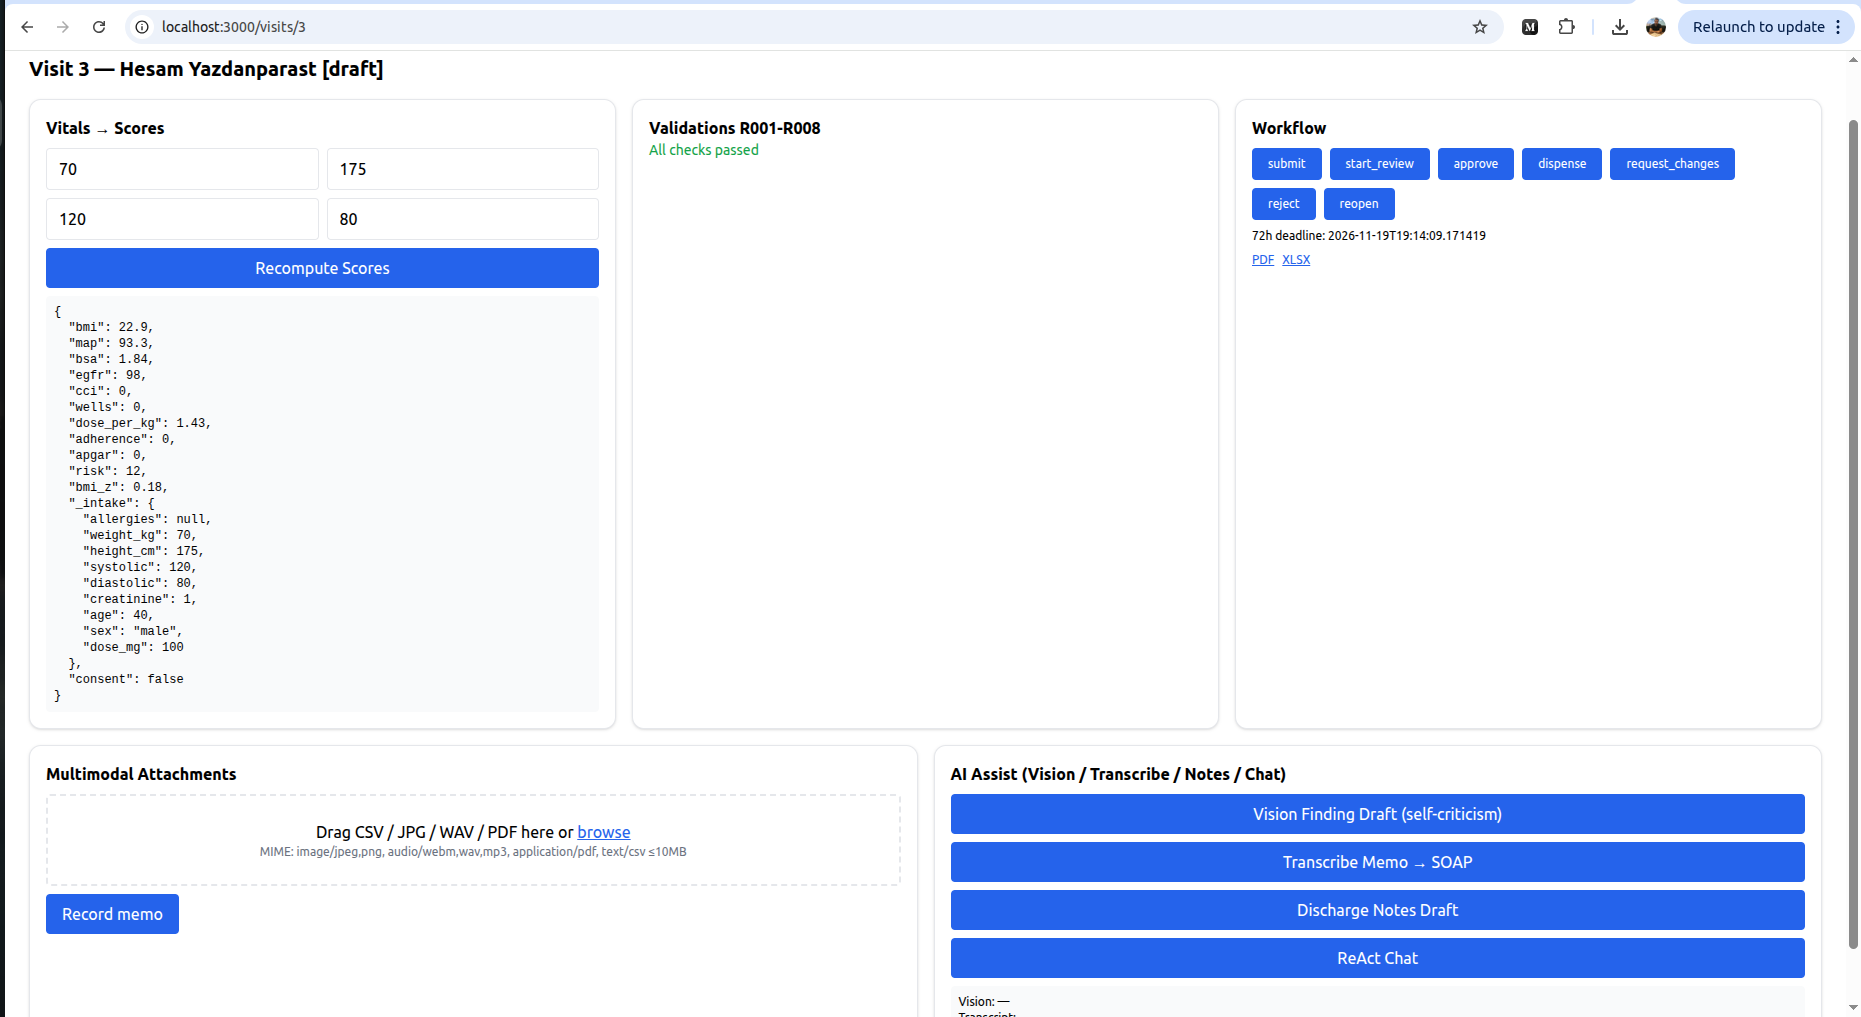 localhost:3000/visits/3
Relaunch to update
Visit 3 — Hesam Yazdanparast [draft]
Vitals → Scores
70
175
120
80
Recompute Scores
{
"bmi": 22.9,
"map": 93.3,
"bsa": 1.84,
"egfr": 98,
"cci": 0,
"wells": 0,
"dose_per_kg": 1.43,
"adherence": 0,
"apgar": 0,
"risk": 12,
"bmi_z": 0.18,
"_intake": {
"allergies": null,
"weight_kg": 70,
"height_cm": 175,
"systolic": 120,
"diastolic": 80,
"creatinine": 1,
"age": 40,
"sex": "male",
"dose_mg": 100
},
"consent": false
}
Validations R001-R008
All checks passed
Workflow
submit
start_review
approve
dispense
request_changes
reject
reopen
72h deadline: 2026-11-19T19:14:09.171419
PDF XLSX
Multimodal Attachments
Drag CSV / JPG / WAV / PDF here or browse
MIME: image/jpeg,png, audio/webm,wav,mp3, application/pdf, text/csv ≤10MB
Record memo
AI Assist (Vision / Transcribe / Notes / Chat)
Vision Finding Draft (self-criticism)
Transcribe Memo → SOAP
Discharge Notes Draft
ReAct Chat
Vision: —
Transcript: